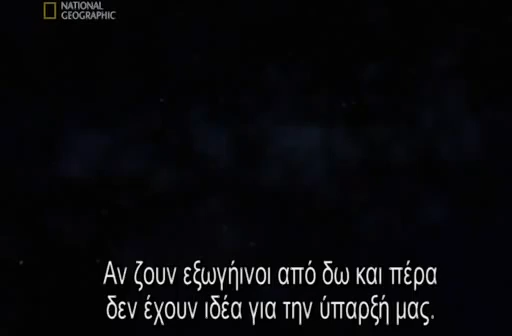 NATIONAL
GEOGRAPHIC
Αν ζουν εξωγήινοι από δω και πέρα
δεν έχουν ιδέα για την ύπαρξή μας.